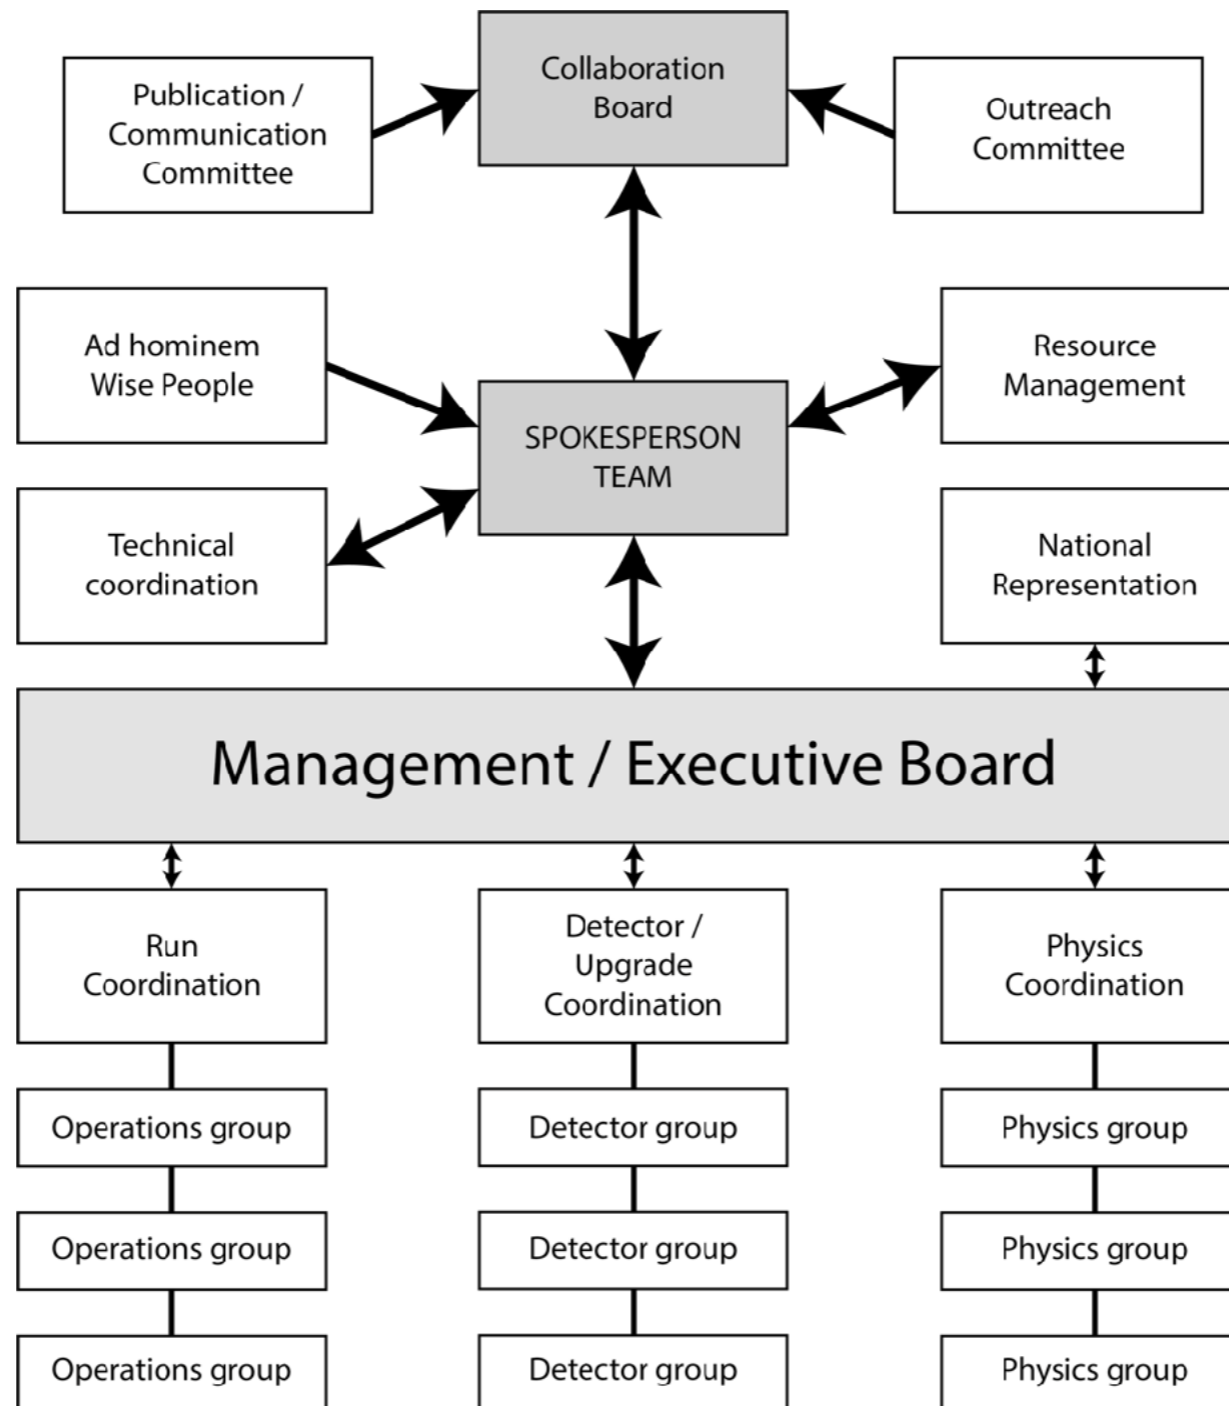 Collaboration
Board
Publication /
Communication
Committee
Outreach
Committee
Ad hominem
Wise People
Resource
Management
SPOKESPERSON
TEAM
Technical
coordination
National
Representation
Management / Executive Board
Run
Coordination
Detector /
Upgrade
Coordination
Physics
Coordination
Operations group
Detector group
Physics group
Operations group
Detector group
Physics group
Operations group
Detector group
Physics group